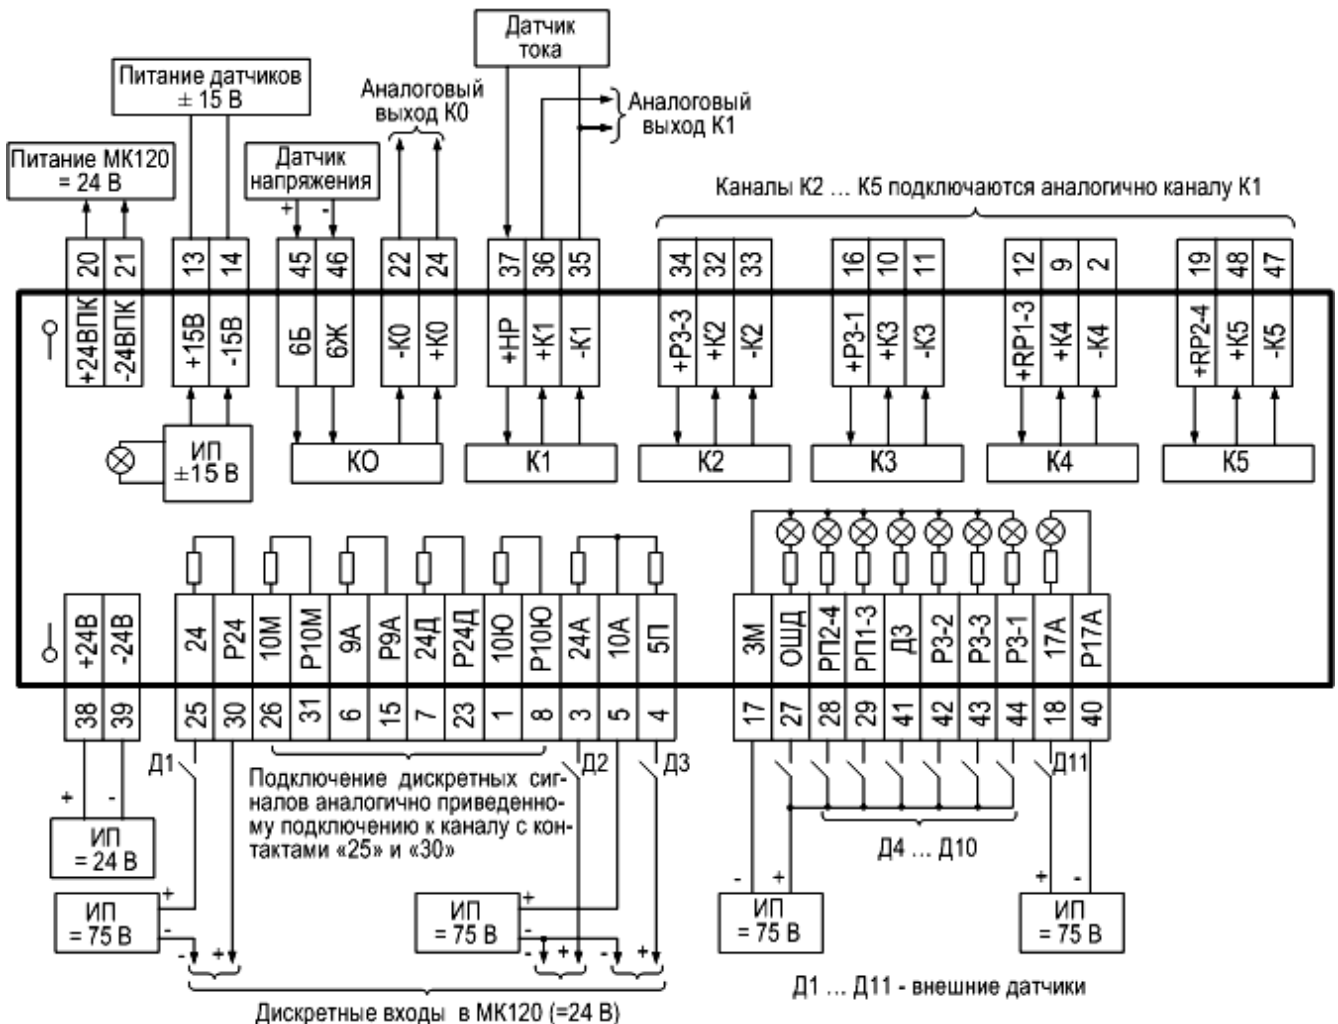 Датчик
тока
Питание датчиков
± 15 В
Аналоговый
выход К0
Аналоговый
выход К1
Питание МК120
= 24 В
Датчик
напряжения
+ -
Каналы К2 ... К5 подключаются аналогично каналу К1
20 21 13 14 45 46 22 24 37 36 35 34 32 33 16 10 11 12 9 2 19 48 47
+24ВПК -24ВПК +15В -15В 6Б 6Ж -К0 +К0 +НР +К1 -К1 +РЗ-3 +К2 -К2 +РЗ-1 +К3 -К3 +RP1-3 +К4 -К4 +RP2-4 +К5 -К5
ИП
±15 В
КО К1 К2 К3 К4 К5
+24В -24В 24 Р24 10М Р10М 9А Р9А 24Д Р24Д 10Ю Р10Ю 24А 10А 5П 3М ОШД РП2-4 РП1-3 ДЗ РЗ-2 РЗ-3 РЗ-1 17А Р17А
38 39 25 30 26 31 6 15 7 23 1 8 3 5 4 17 27 28 29 41 42 43 44 18 40
Д1 Д2 Д3 Д11
Подключение дискретных сиг-
налов аналогично приведенно-
му подключению к каналу с кон-
тактами «25» и «30»
+ -
ИП
= 24 В
Д4 ... Д10
+
ИП
= 75 В
-
- +
+
ИП
= 75 В
-
- + - +
- +
ИП
= 75 В
+ -
ИП
= 75 В
Д1 ... Д11 - внешние датчики
Дискретные входы в МК120 (=24 В)